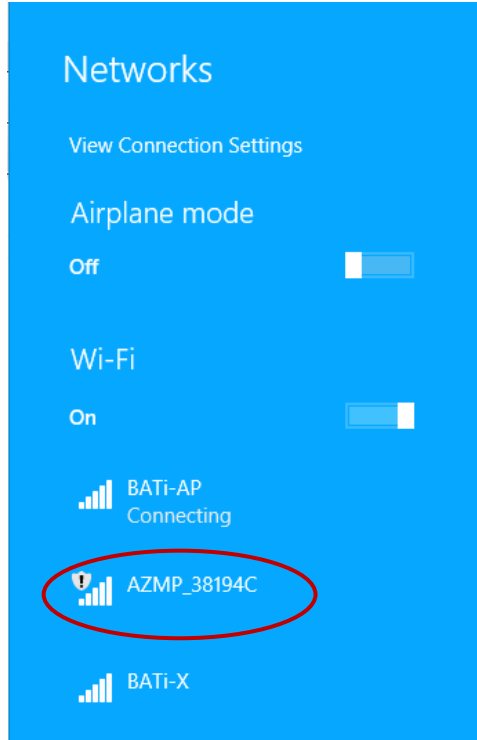 Networks
View Connection Settings
Airplane mode
Off
Wi-Fi
On
BATi-AP
Connecting
AZMP_38194C
BATi-X